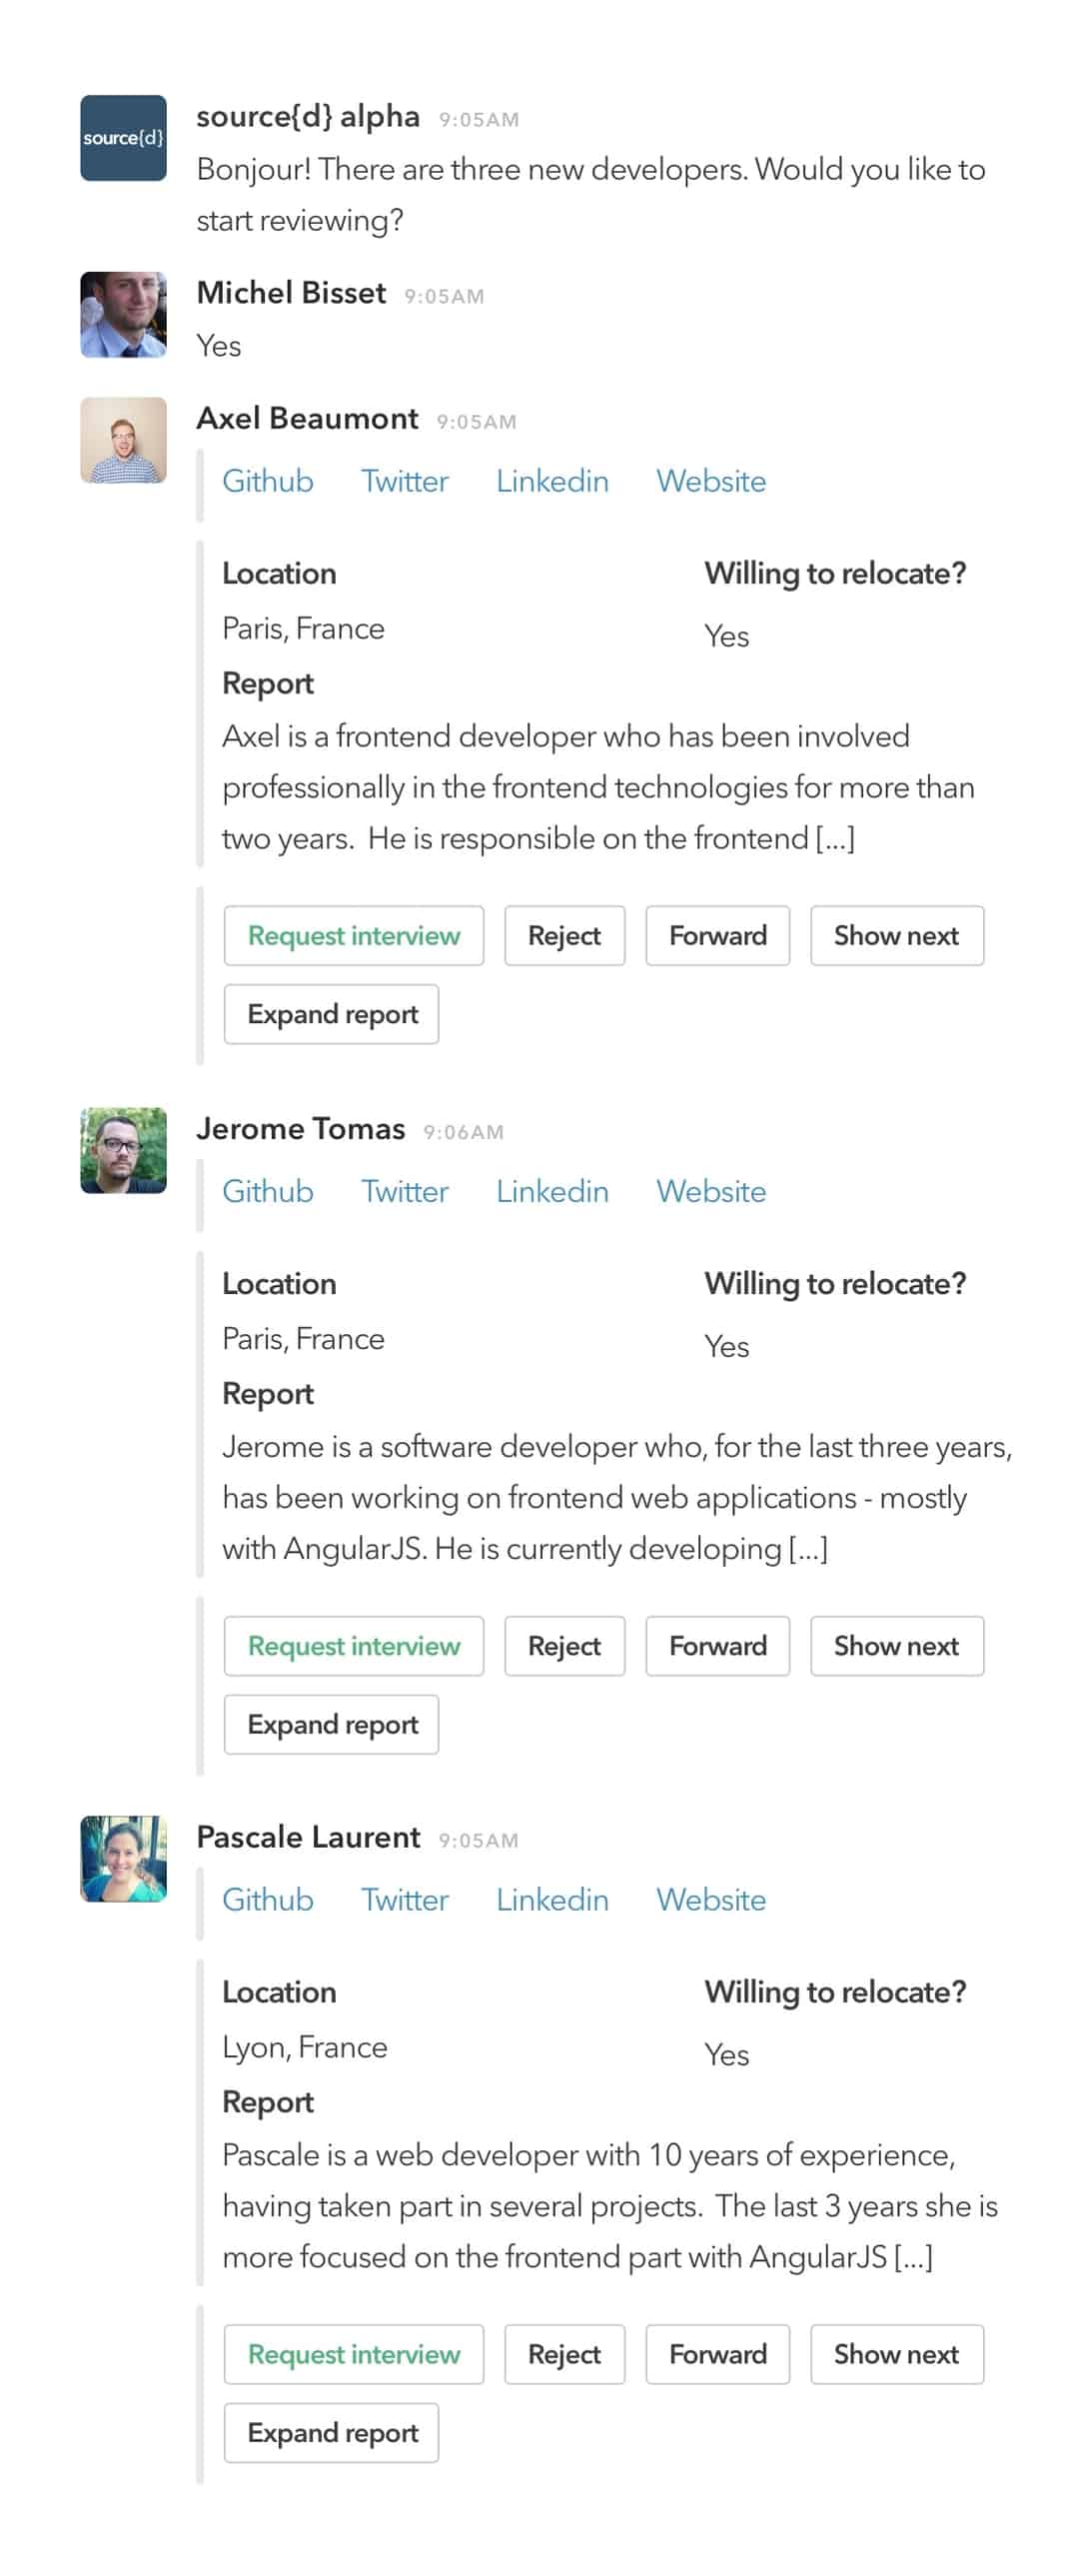 source{d}
source{d} alpha 9:05AM
Bonjour! There are three new developers. Would you like to
start reviewing?
Michel Bisset 9:05AM
Yes
Axel Beaumont 9:05AM
Github Twitter Linkedin Website
Location Willing to relocate?
Paris, France Yes
Report
Axel is a frontend developer who has been involved
professionally in the frontend technologies for more than
two years. He is responsible on the frontend [...]
Request interview Reject Forward Show next
Expand report
Jerome Tomas 9:06AM
Github Twitter Linkedin Website
Location Willing to relocate?
Paris, France Yes
Report
Jerome is a software developer who, for the last three years,
has been working on frontend web applications - mostly
with AngularJS. He is currently developing [...]
Request interview Reject Forward Show next
Expand report
Pascale Laurent 9:05AM
Github Twitter Linkedin Website
Location Willing to relocate?
Lyon, France Yes
Report
Pascale is a web developer with 10 years of experience,
having taken part in several projects. The last 3 years she is
more focused on the frontend part with AngularJS [...]
Request interview Reject Forward Show next
Expand report